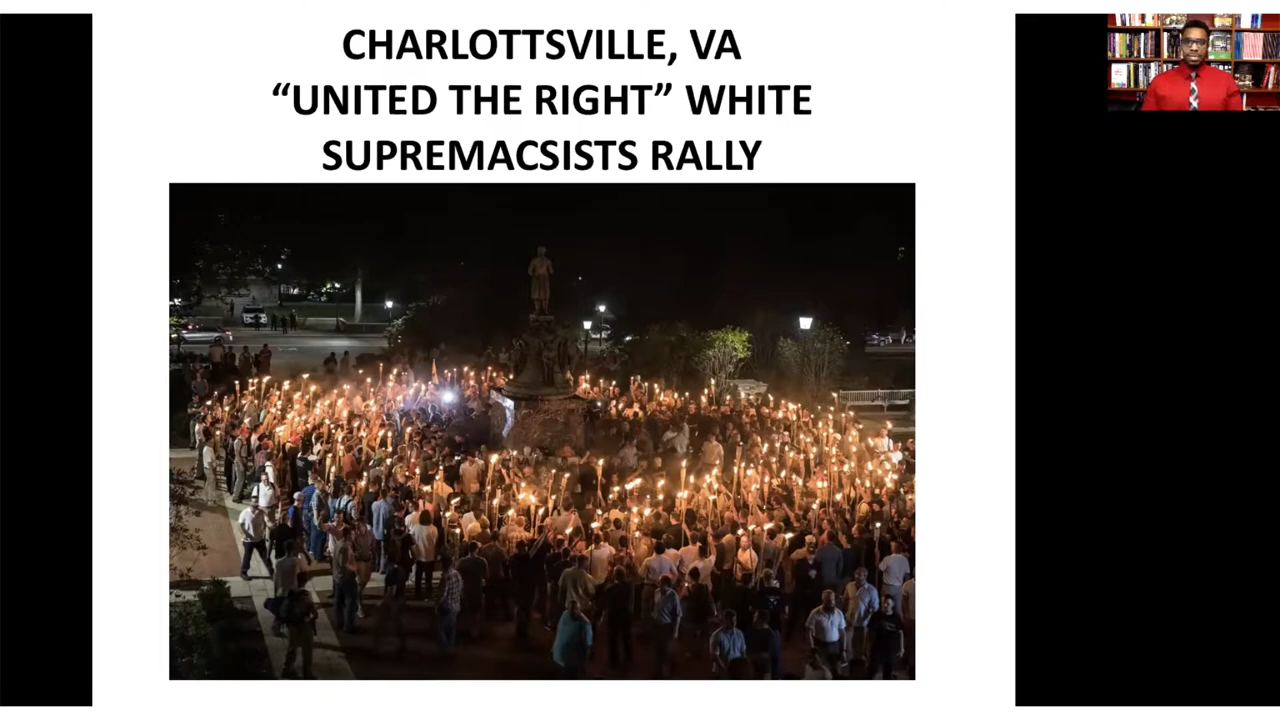 CHARLOTTSVILLE, VA
“UNITED THE RIGHT” WHITE
SUPREMACSISTS RALLY